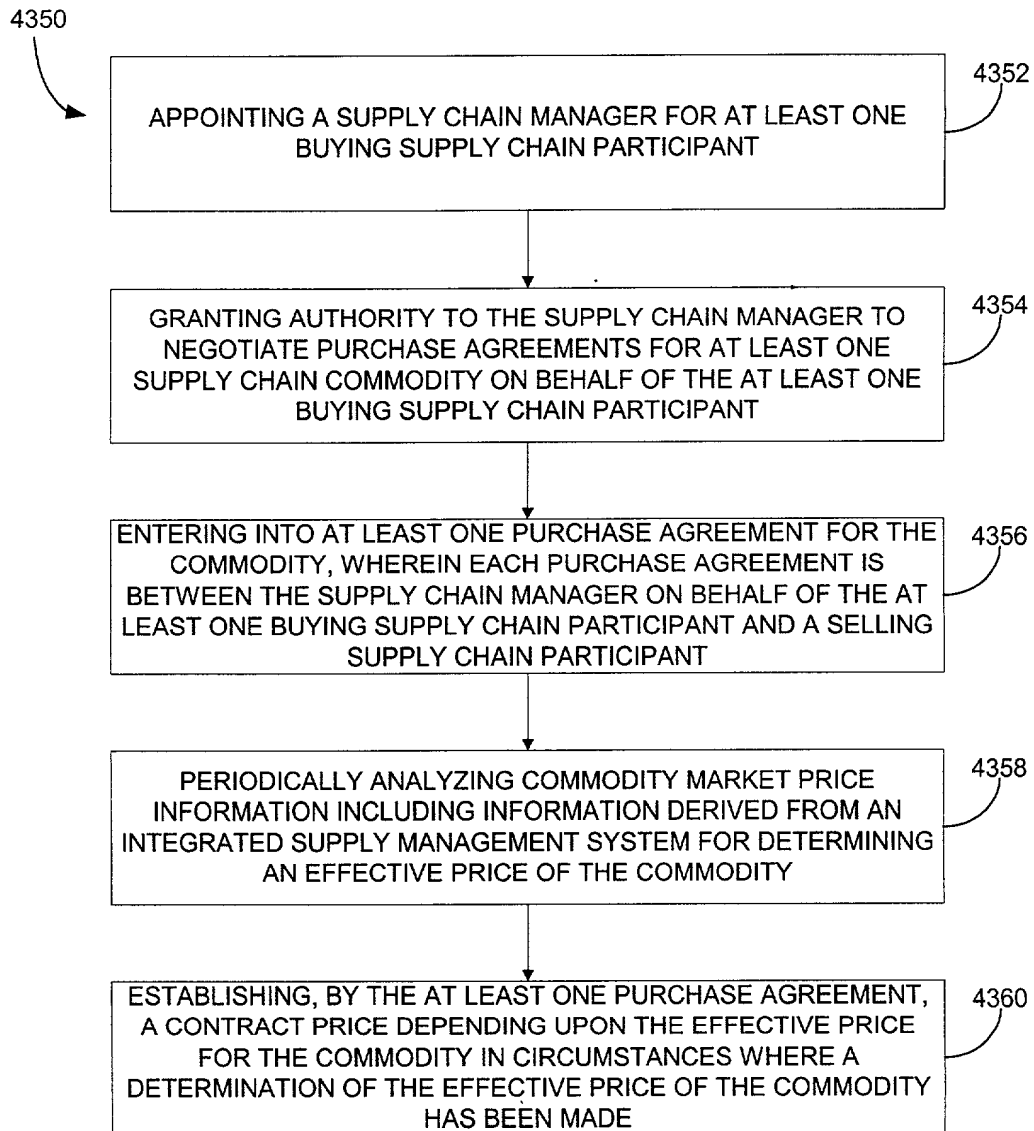 4350
4352
APPOINTING A SUPPLY CHAIN MANAGER FOR AT LEAST ONE
BUYING SUPPLY CHAIN PARTICIPANT
4354
GRANTING AUTHORITY TO THE SUPPLY CHAIN MANAGER TO
NEGOTIATE PURCHASE AGREEMENTS FOR AT LEAST ONE
SUPPLY CHAIN COMMODITY ON BEHALF OF THE AT LEAST ONE
BUYING SUPPLY CHAIN PARTICIPANT
4356
ENTERING INTO AT LEAST ONE PURCHASE AGREEMENT FOR THE
COMMODITY, WHEREIN EACH PURCHASE AGREEMENT IS
BETWEEN THE SUPPLY CHAIN MANAGER ON BEHALF OF THE AT
LEAST ONE BUYING SUPPLY CHAIN PARTICIPANT AND A SELLING
SUPPLY CHAIN PARTICIPANT
4358
PERIODICALLY ANALYZING COMMODITY MARKET PRICE
INFORMATION INCLUDING INFORMATION DERIVED FROM AN
INTEGRATED SUPPLY MANAGEMENT SYSTEM FOR DETERMINING
AN EFFECTIVE PRICE OF THE COMMODITY
4360
ESTABLISHING, BY THE AT LEAST ONE PURCHASE AGREEMENT,
A CONTRACT PRICE DEPENDING UPON THE EFFECTIVE PRICE
FOR THE COMMODITY IN CIRCUMSTANCES WHERE A
DETERMINATION OF THE EFFECTIVE PRICE OF THE COMMODITY
HAS BEEN MADE